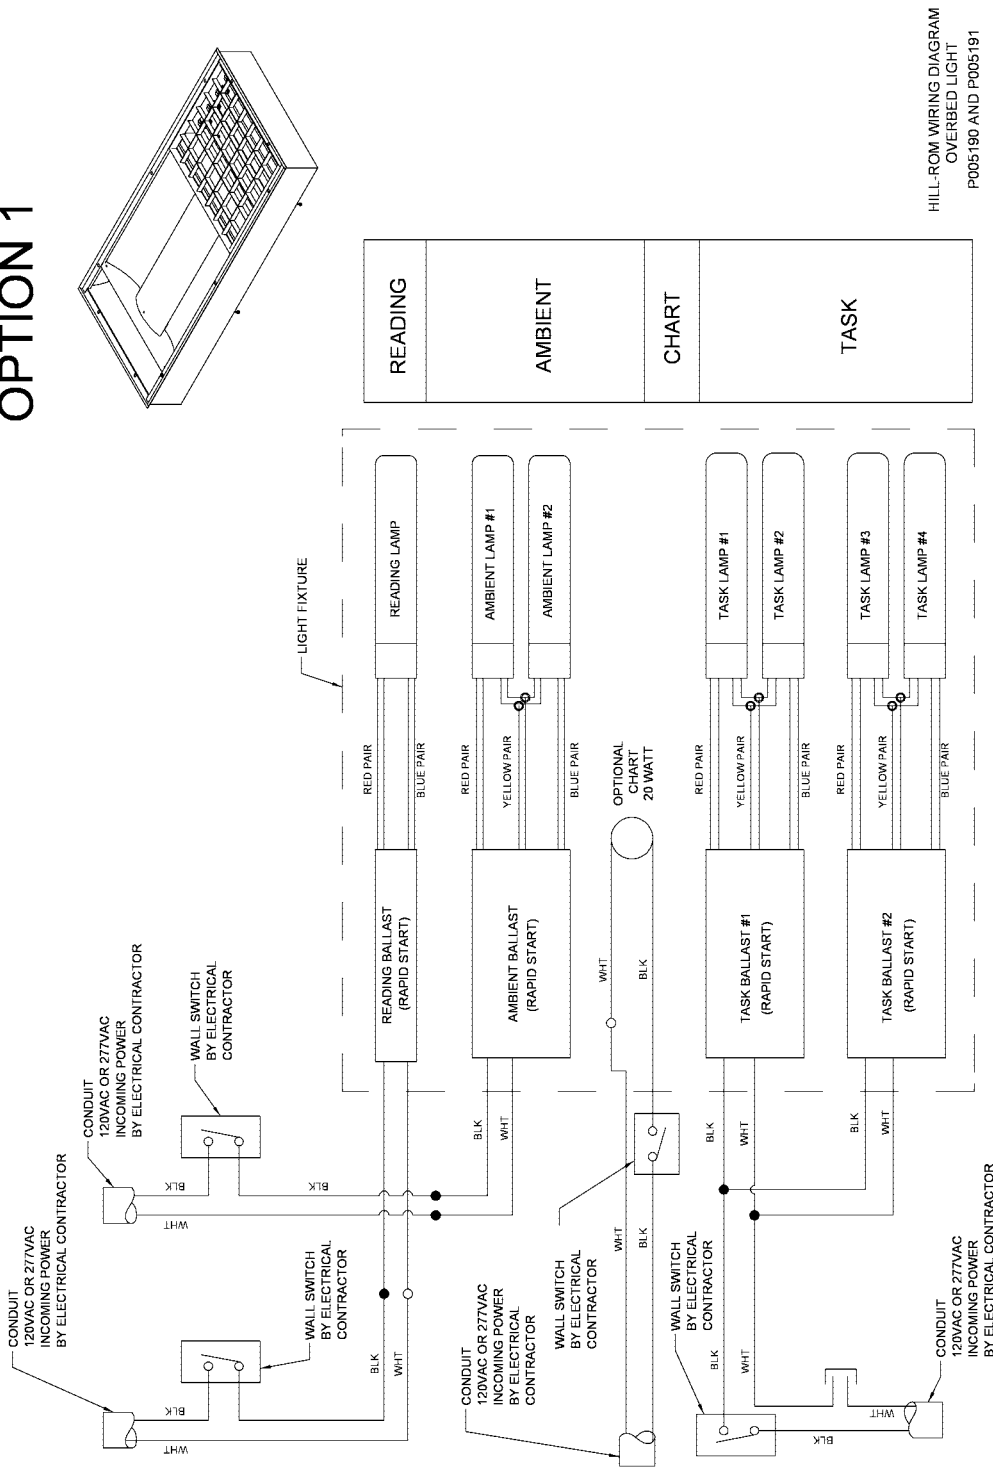 OPTION 1
HILL-ROM WIRING DIAGRAM
OVERBED LIGHT
P005190 AND P005191
READING
AMBIENT
CHART
TASK
LIGHT FIXTURE
READING LAMP
AMBIENT LAMP #1
AMBIENT LAMP #2
TASK LAMP #1
TASK LAMP #2
TASK LAMP #3
TASK LAMP #4
RED PAIR
BLUE PAIR
RED PAIR
YELLOW PAIR
BLUE PAIR
OPTIONAL
CHART
20 WATT
RED PAIR
YELLOW PAIR
BLUE PAIR
RED PAIR
YELLOW PAIR
BLUE PAIR
READING BALLAST
(RAPID START)
AMBIENT BALLAST
(RAPID START)
WHT
BLK
TASK BALLAST #1
(RAPID START)
TASK BALLAST #2
(RAPID START)
CONDUIT
120VAC OR 277VAC
INCOMING POWER
BY ELECTRICAL CONTRACTOR
WALL SWITCH
BY ELECTRICAL
CONTRACTOR
BLK
WHT
BLK
BLK
WHT
CONDUIT
120VAC OR 277VAC
INCOMING POWER
BY ELECTRICAL CONTRACTOR
WALL SWITCH
BY ELECTRICAL
CONTRACTOR
BLK
WHT
BLK
WHT
WALL SWITCH
BY ELECTRICAL
CONTRACTOR
WHT
BLK
CONDUIT
120VAC OR 277VAC
INCOMING POWER
BY ELECTRICAL
CONTRACTOR
BLK
WHT
BLK
WHT
WALL SWITCH
BY ELECTRICAL
CONTRACTOR
BLK
WHT
BLK
WHT
CONDUIT
120VAC OR 277VAC
INCOMING POWER
BY ELECTRICAL CONTRACTOR